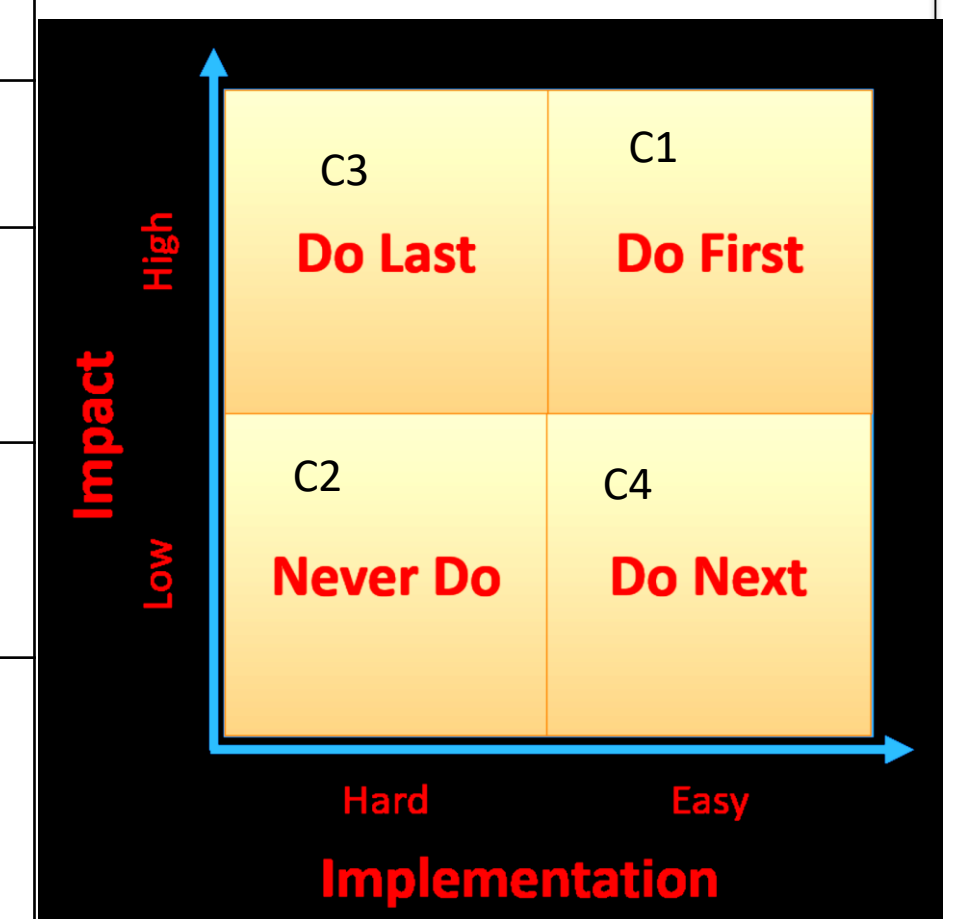 C3
C1
Do Last
Do First
High
Impact
C2
C4
Never Do
Do Next
Low
Hard
Easy
Implementation